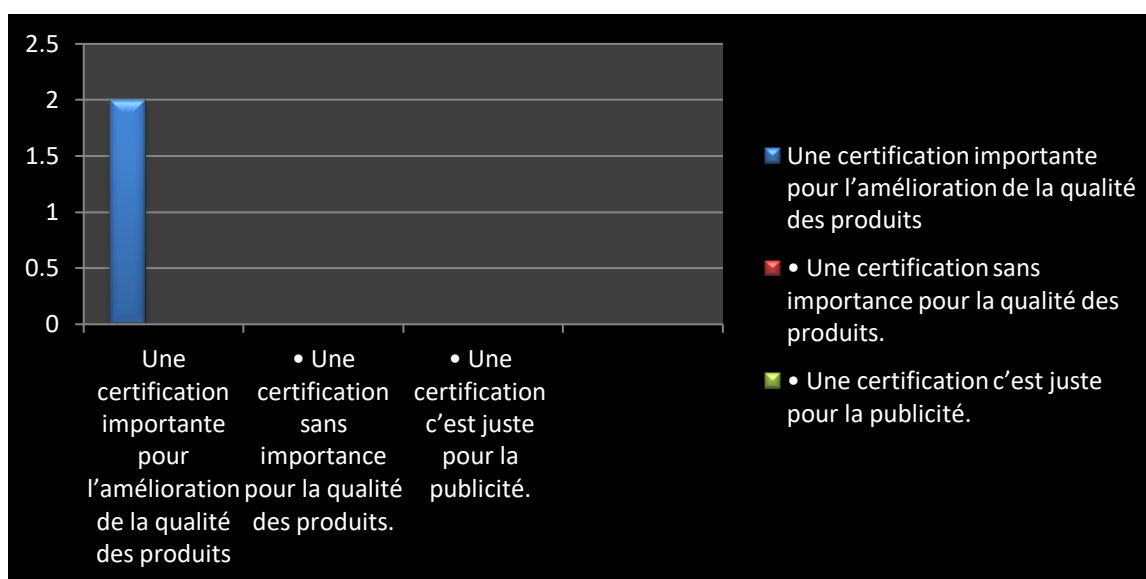 2.5
2
1.5
1
0.5
0
Une
certification
importante
pour
l’amélioration
de la qualité
des produits
• Une
certification
sans
importance
pour la qualité
des produits.
• Une
certification
c’est juste
pour la
publicité.
Une certification importante
pour l’amélioration de la qualité
des produits
• Une certification sans
importance pour la qualité des
produits.
• Une certification c’est juste
pour la publicité.